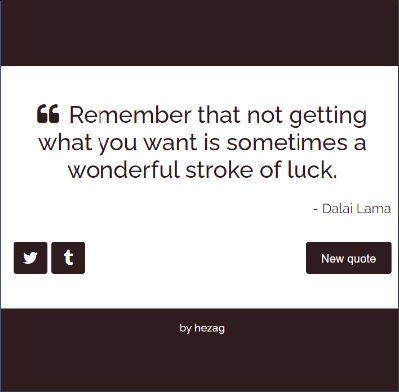 ❝ Remember that not getting
what you want is sometimes a
wonderful stroke of luck.
- Dalai Lama
New quote
by hezag